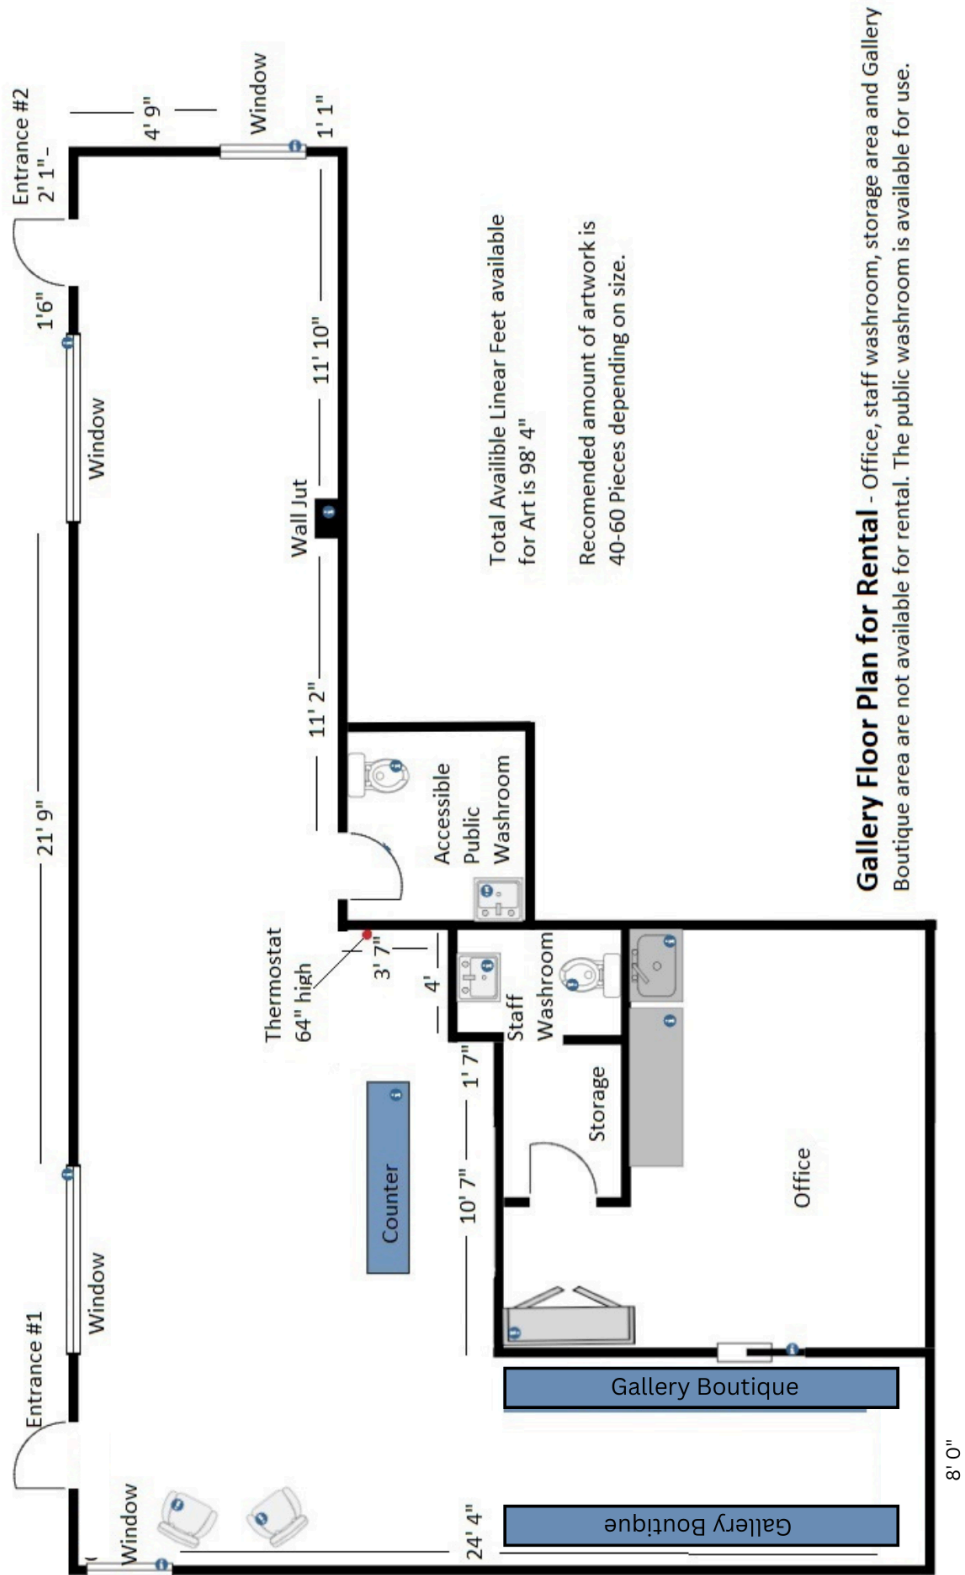 Entrance #1
Entrance #2
2' 1"
1'6"
4' 9"
Window
1' 1"
Window
21' 9"
Window
Window
11' 10"
Wall Jut
11' 2"
Thermostat
64" high
3' 7"
4'
1' 7"
10' 7"
24' 4"
8' 0"
Accessible
Public
Washroom
Staff
Washroom
Storage
Counter
Office
Gallery Boutique
Gallery Boutique
Total Availible Linear Feet available
for Art is 98' 4"
Recomended amount of artwork is
40-60 Pieces depending on size.
Gallery Floor Plan for Rental - Office, staff washroom, storage area and Gallery
Boutique area are not available for rental. The public washroom is available for use.